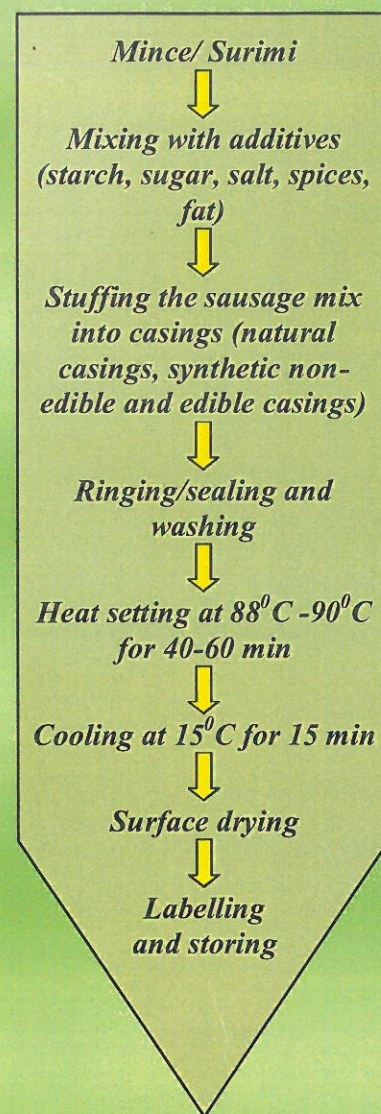 Mince/ Surimi
Mixing with additives
(starch, sugar, salt, spices,
fat)
Stuffing the sausage mix
into casings (natural
casings, synthetic non-
edible and edible casings)
Ringing/sealing and
washing
Heat setting at 88⁰C -90⁰C
for 40-60 min
Cooling at 15⁰C for 15 min
Surface drying
Labelling
and storing